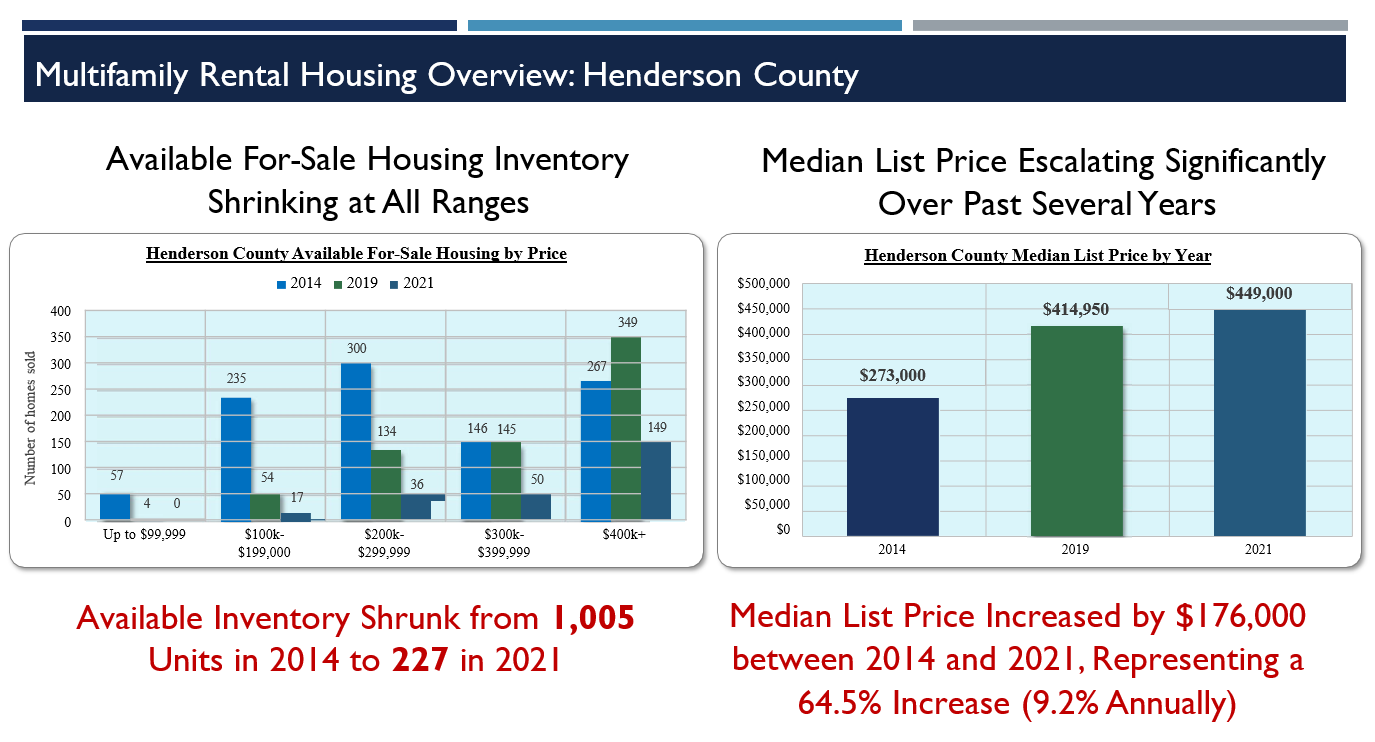 Multifamily Rental Housing Overview: Henderson County
Available For-Sale Housing Inventory
Shrinking at All Ranges
Henderson County Available For-Sale Housing by Price
2014 2019 2021
Number of homes sold
400
350
300
250
200
150
100
50
0
57
4
0
235
54
17
300
134
36
146
145
50
267
349
149
Up to $99,999
$100k-
$199,000
$200k-
$299,999
$300k-
$399,999
$400k+
Available Inventory Shrunk from 1,005
Units in 2014 to 227 in 2021
Median List Price Escalating Significantly
Over Past Several Years
Henderson County Median List Price by Year
$500,000
$450,000
$400,000
$350,000
$300,000
$250,000
$200,000
$150,000
$100,000
$50,000
$0
$273,000
$414,950
$449,000
2014
2019
2021
Median List Price Increased by $176,000
between 2014 and 2021, Representing a
64.5% Increase (9.2% Annually)